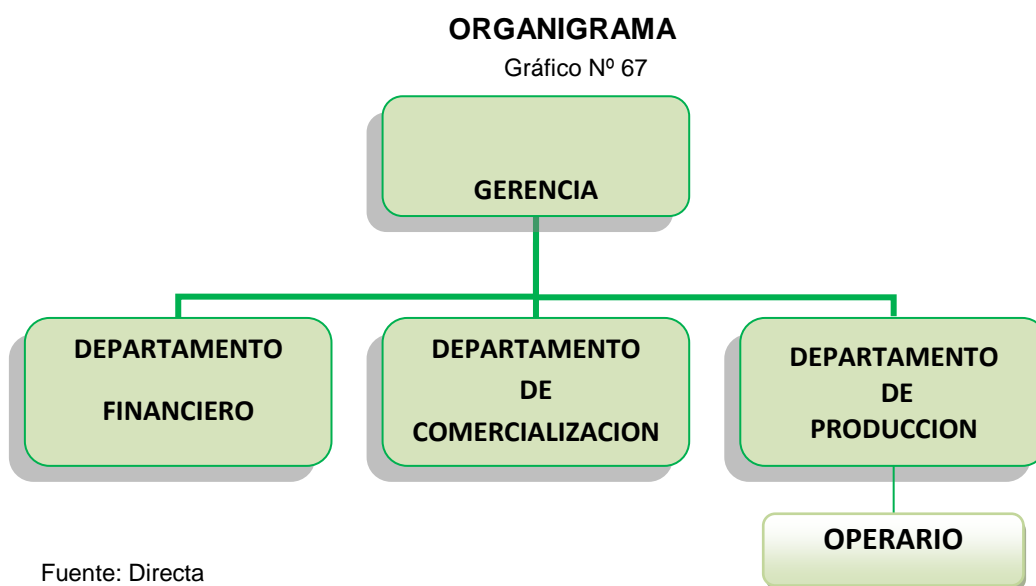 ORGANIGRAMA
Gráfico Nº 67
GERENCIA
DEPARTAMENTO
FINANCIERO
DEPARTAMENTO
DE
COMERCIALIZACION
DEPARTAMENTO
DE
PRODUCCION
OPERARIO
Fuente: Directa